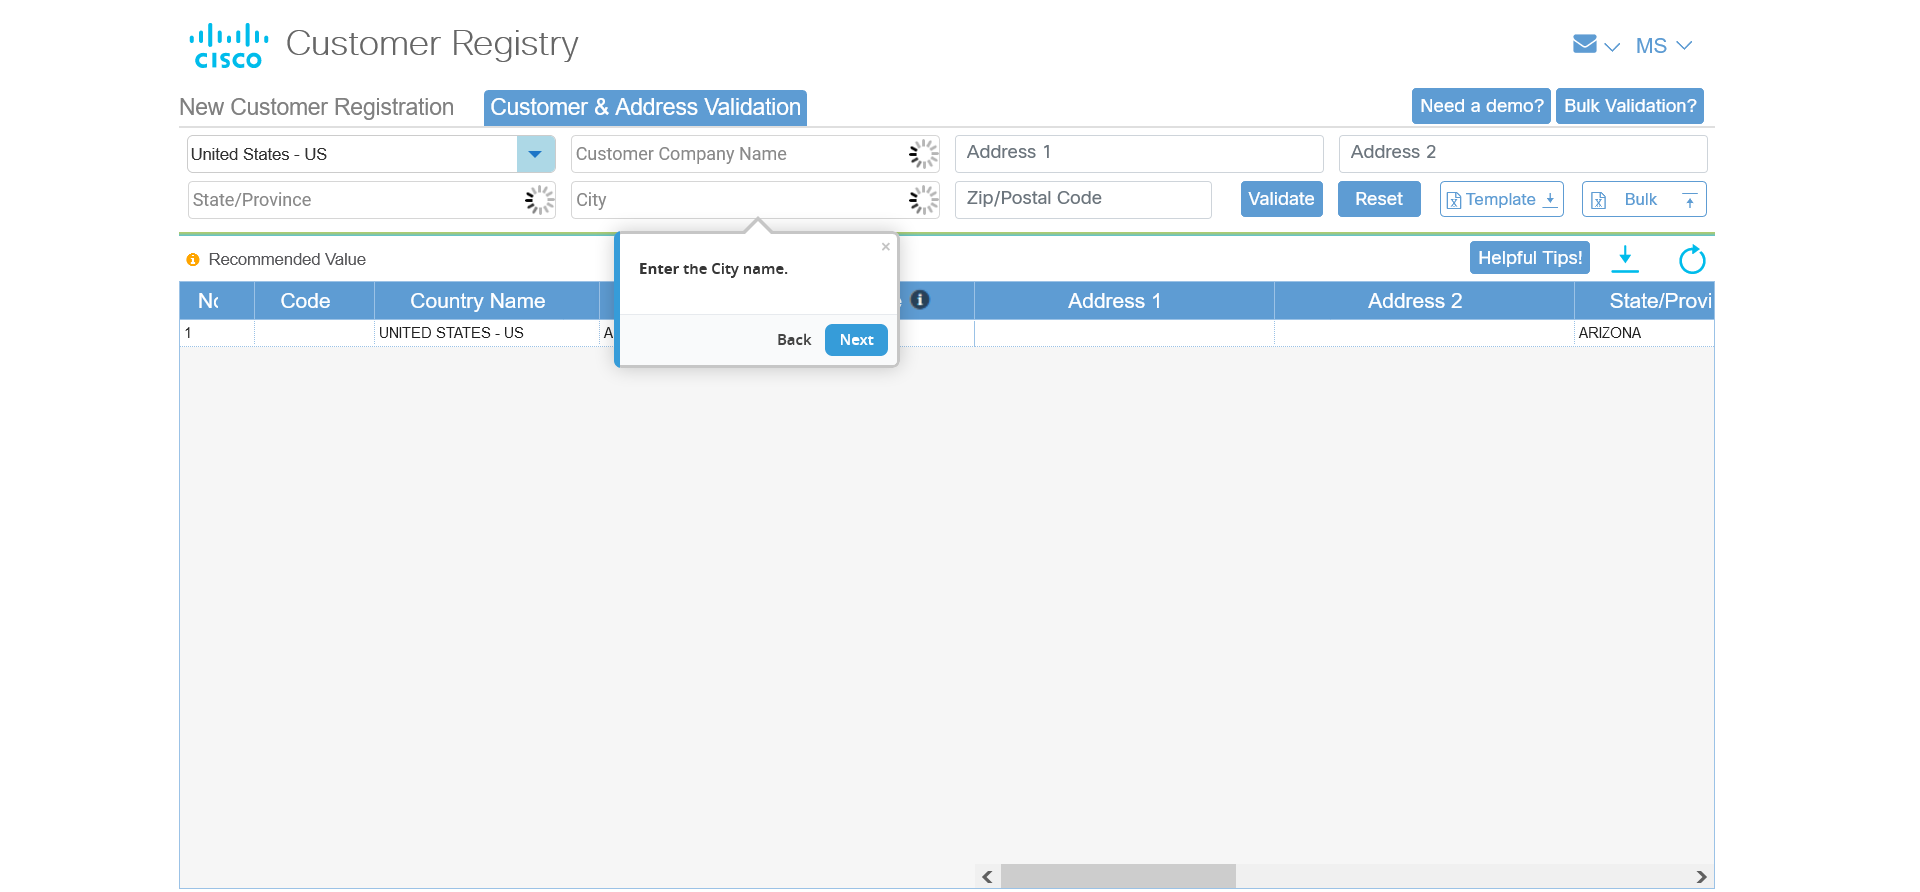 CISCO
Customer Registry
MS
New Customer Registration
Customer & Address Validation
Need a demo?
Bulk Validation?
United States - US
Customer Company Name
Address 1
Address 2
State/Province
City
Zip/Postal Code
Validate
Reset
Template
Bulk
Enter the City name.
Back
Next
Recommended Value
Helpful Tips!
Code
Country Name
Address 1
Address 2
State/Provi
1
UNITED STATES - US
ARIZONA